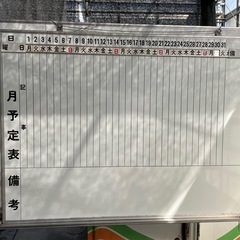 日 1 2 3 4 5 6 7 8 9 10 11 12 13 14 15 16 17 18 19 20 21 22 23 24 25 26 27 28 29 30 31
曜日 月火水木金土日月火水木金土日月火水木金土日月火水木金土日月 火 備
記事
月予定表備考